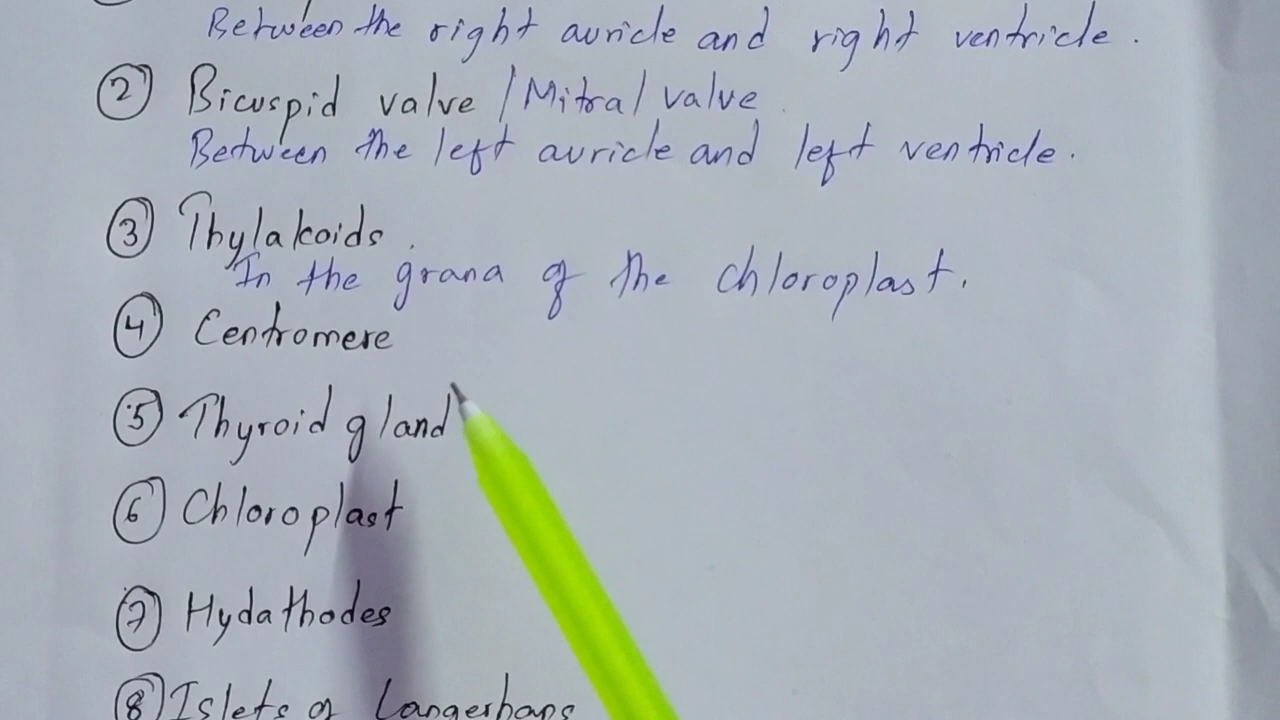 Between the right auricle and right ventricle.
② Bicuspid valve / Mitral valve
Between the left auricle and left ventricle.
③ Thylakoids.
In the grana of the chloroplast.
④ Centromere
⑤ Thyroid gland
⑥ Chloroplast
⑦ Hydathodes
⑧ Islets of Langerhans